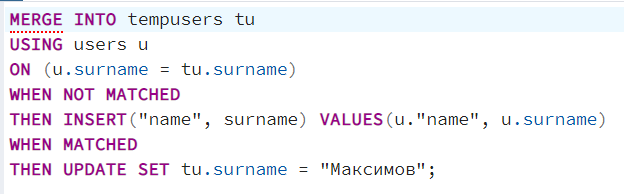 MERGE INTO tempusers tu
USING users u
ON (u.surname = tu.surname)
WHEN NOT MATCHED
THEN INSERT("name", surname) VALUES(u."name", u.surname)
WHEN MATCHED
THEN UPDATE SET tu.surname = "Максимов";